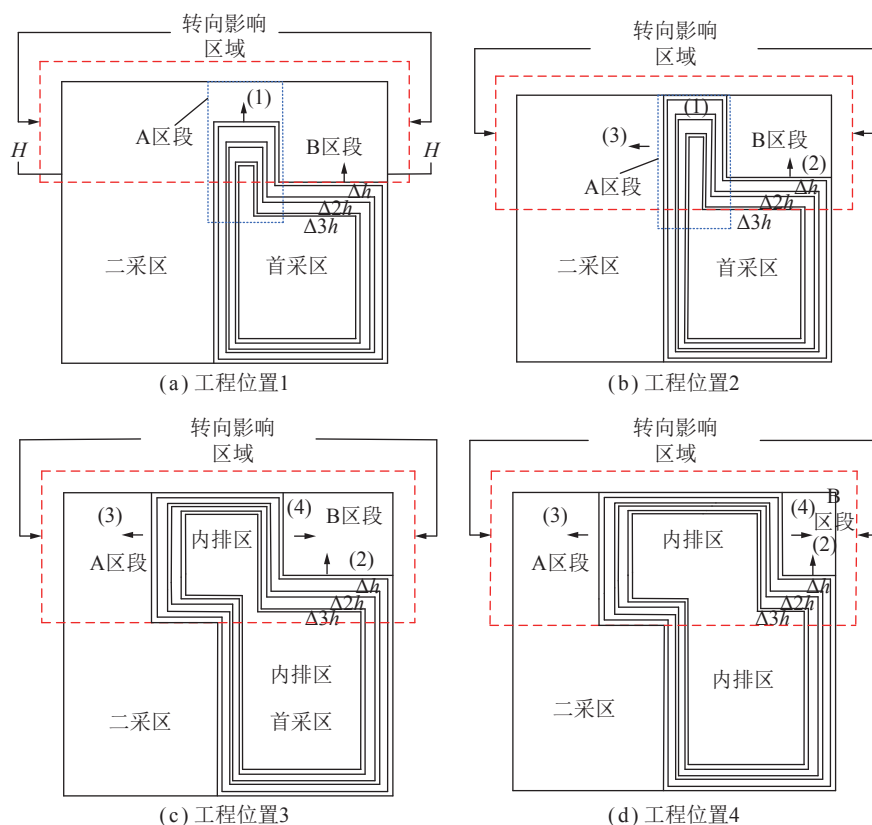 转向影响
区域
(1)
A区段
B区段
H
H
Δh
Δ2h
Δ3h
二采区
首采区
(a) 工程位置1
转向影响
区域
(1)
(3)
B区段
(2)
A区段
Δh
Δ2h
Δ3h
二采区
首采区
(b) 工程位置2
转向影响
区域
(3)
(4)
B区段
内排区
A区段
(2)
Δh
Δ2h
Δ3h
内排区
二采区
首采区
(c) 工程位置3
转向影响
区域
B
(3)
(4)
区段
内排区
A区段
(2)
Δh
Δ2h
Δ3h
内排区
二采区
(d) 工程位置4